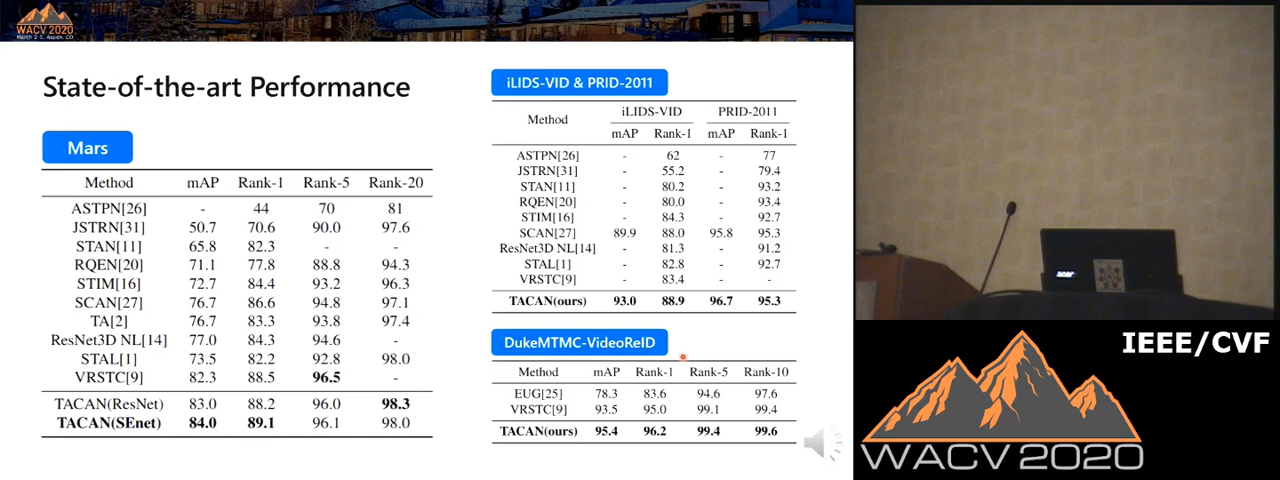 WACV 2020
March 2-5, Aspen, CO
State-of-the-art Performance
Mars
Method mAP Rank-1 Rank-5 Rank-20
ASTPN[26] - 44 70 81
JSTRN[31] 50.7 70.6 90.0 97.6
STAN[11] 65.8 82.3 - -
RQEN[20] 71.1 77.8 88.8 94.3
STIM[16] 72.7 84.4 93.2 96.3
SCAN[27] 76.7 86.6 94.8 97.1
TA[2] 76.7 83.3 93.8 97.4
ResNet3D NL[14] 77.0 84.3 94.6 -
STAL[1] 73.5 82.2 92.8 98.0
VRSTC[9] 82.3 88.5 96.5 -
TACAN(ResNet) 83.0 88.2 96.0 98.3
TACAN(SEnet) 84.0 89.1 96.1 98.0
iLIDS-VID & PRID-2011
Method iLIDS-VID PRID-2011
mAP Rank-1 mAP Rank-1
ASTPN[26] - 62 - 77
JSTRN[31] - 55.2 - 79.4
STAN[11] - 80.2 - 93.2
RQEN[20] - 80.0 - 93.4
STIM[16] - 84.3 - 92.7
SCAN[27] 89.9 88.0 95.8 95.3
ResNet3D NL[14] - 81.3 - 91.2
STAL[1] - 82.8 - 92.7
VRSTC[9] - 83.4 - -
TACAN(ours) 93.0 88.9 96.7 95.3
DukeMTMC-VideoReID
Method mAP Rank-1 Rank-5 Rank-10
EUG[25] 78.3 83.6 94.6 97.6
VRSTC[9] 93.5 95.0 99.1 99.4
TACAN(ours) 95.4 96.2 99.4 99.6
acer
IEEE/CVF
WACV 2020